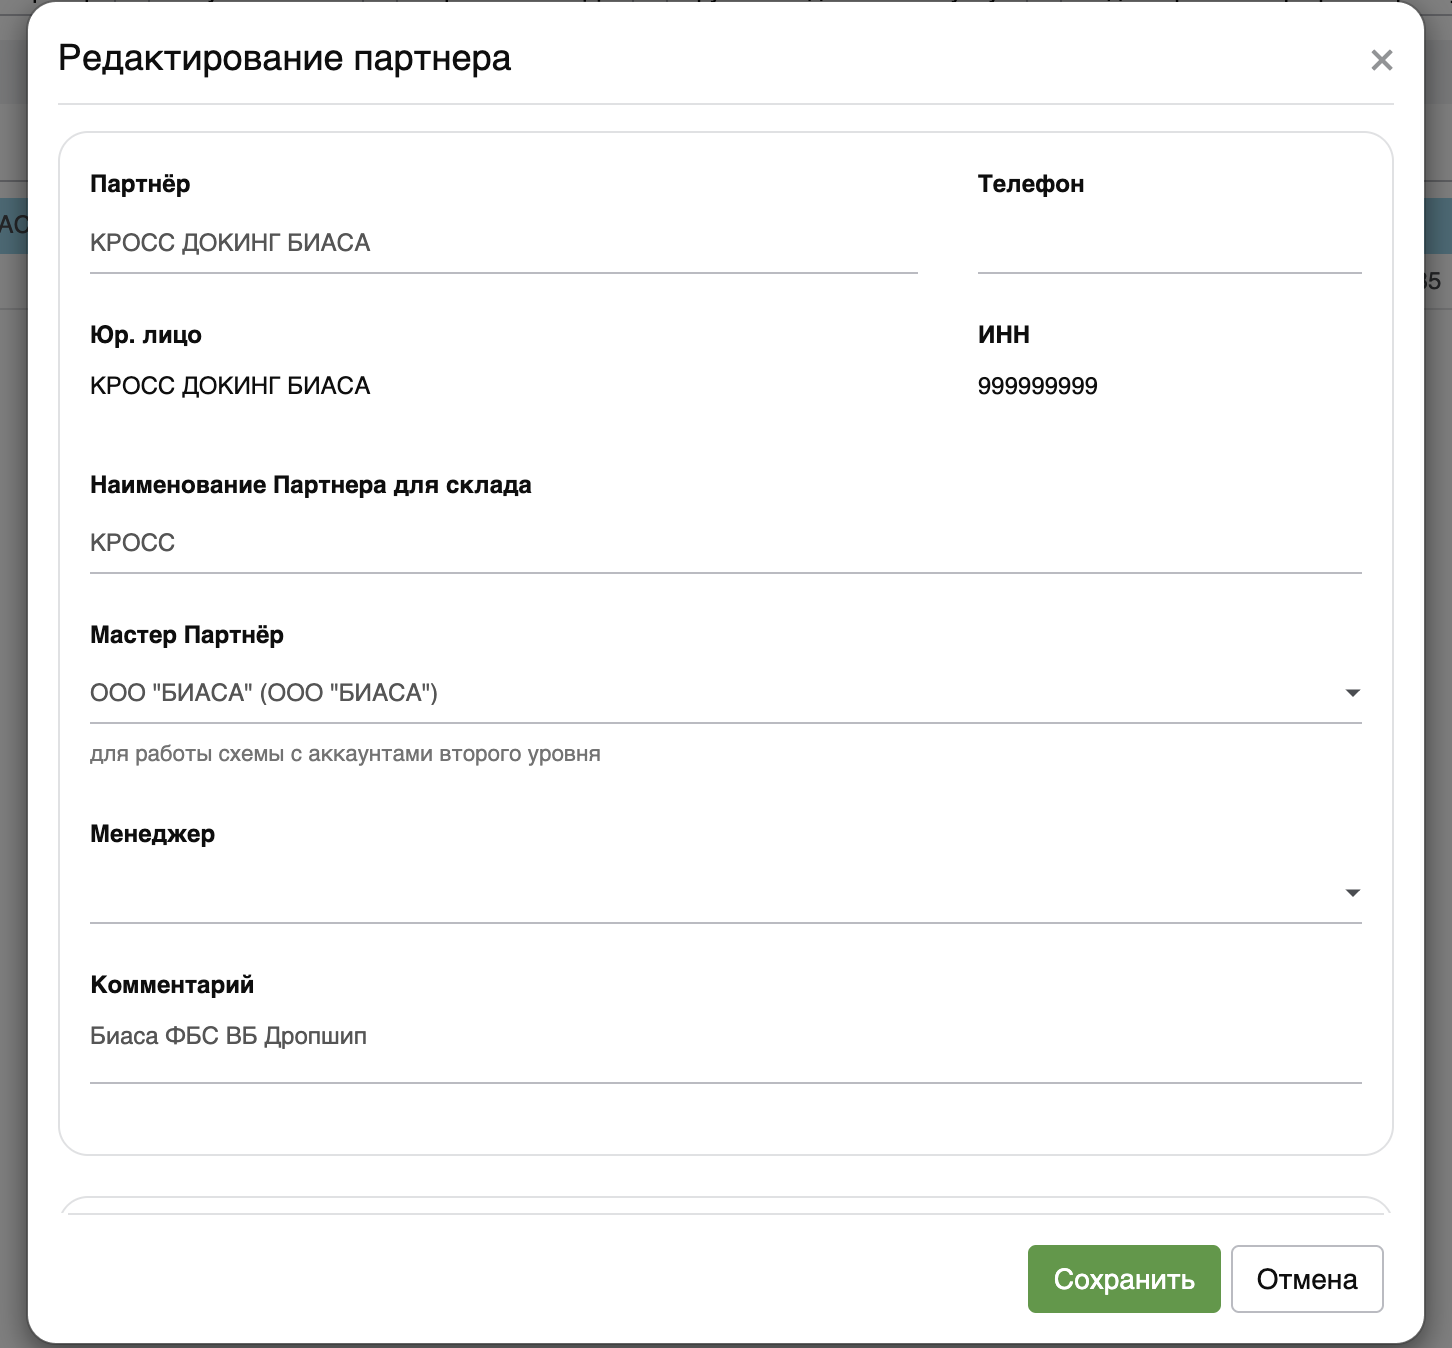 Редактирование партнера
Партнёр
Телефон
КРОСС ДОКИНГ БИАСА
Юр. лицо
ИНН
КРОСС ДОКИНГ БИАСА
999999999
Наименование Партнера для склада
КРОСС
Мастер Партнёр
ООО "БИАСА" (ООО "БИАСА")
для работы схемы с аккаунтами второго уровня
Менеджер
Комментарий
Биаса ФБС ВБ Дропшип
Сохранить
Отмена